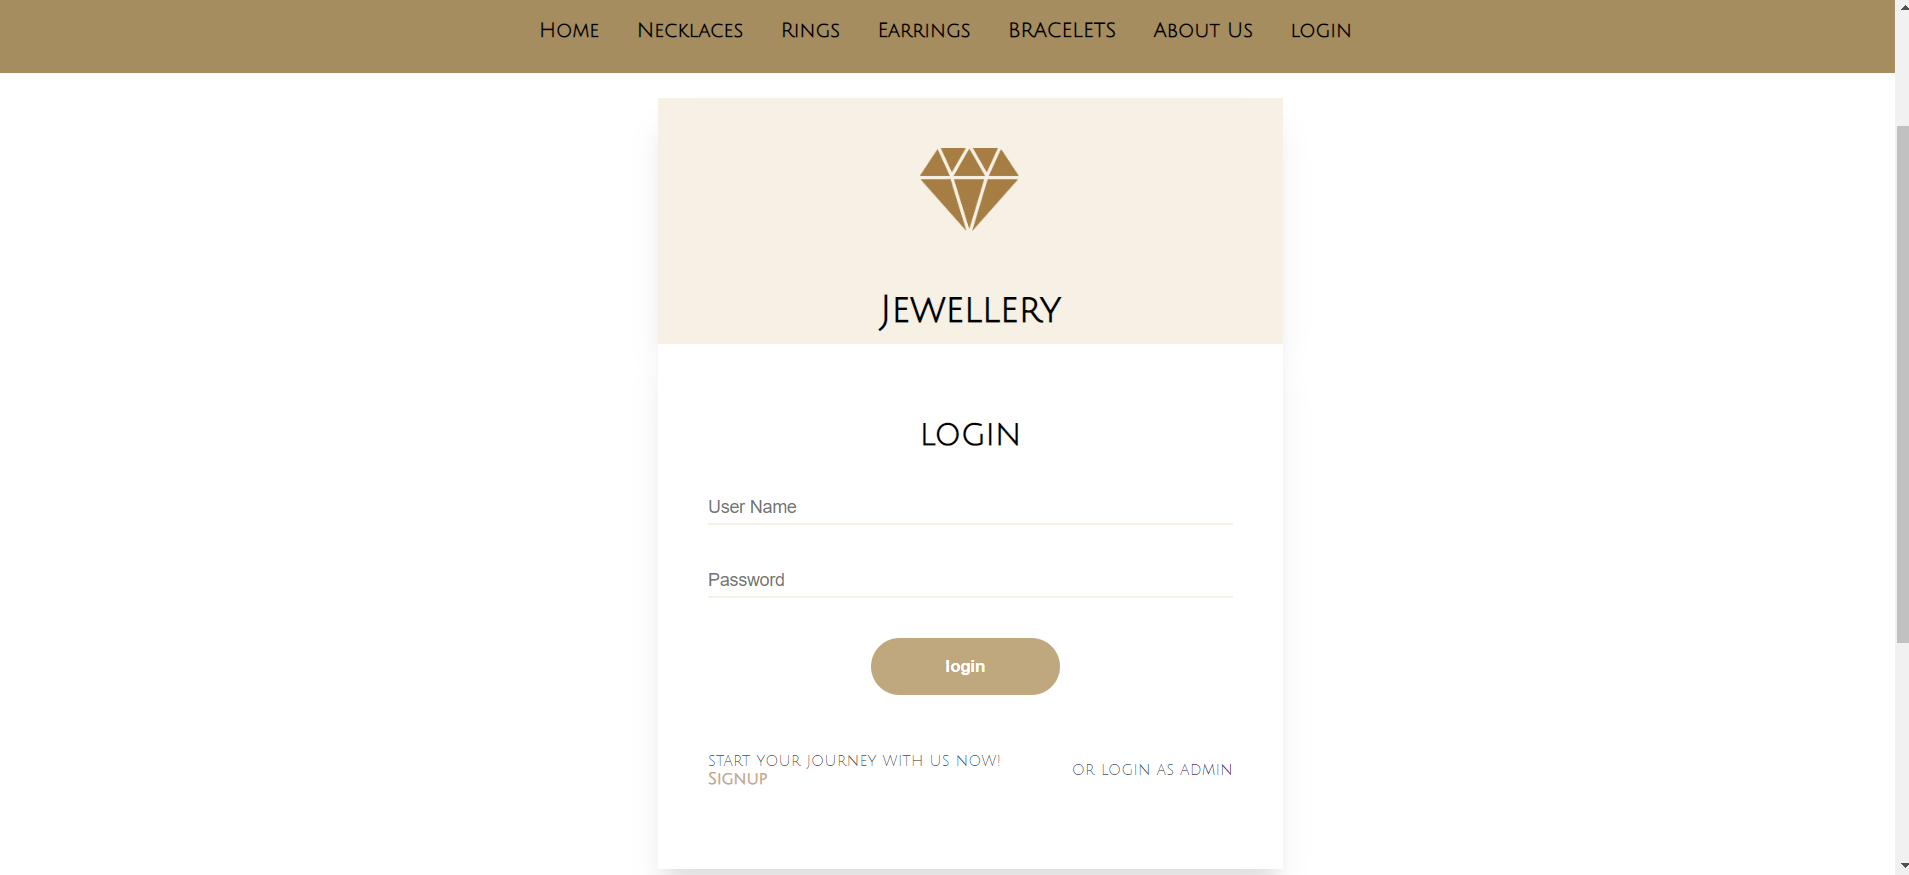 Home Necklaces Rings Earrings BRACELETS About Us LOGIN
Jewellery
LOGIN
User Name
Password
login
START YOUR JOURNEY WITH US NOW!
Signup
OR LOGIN AS ADMIN